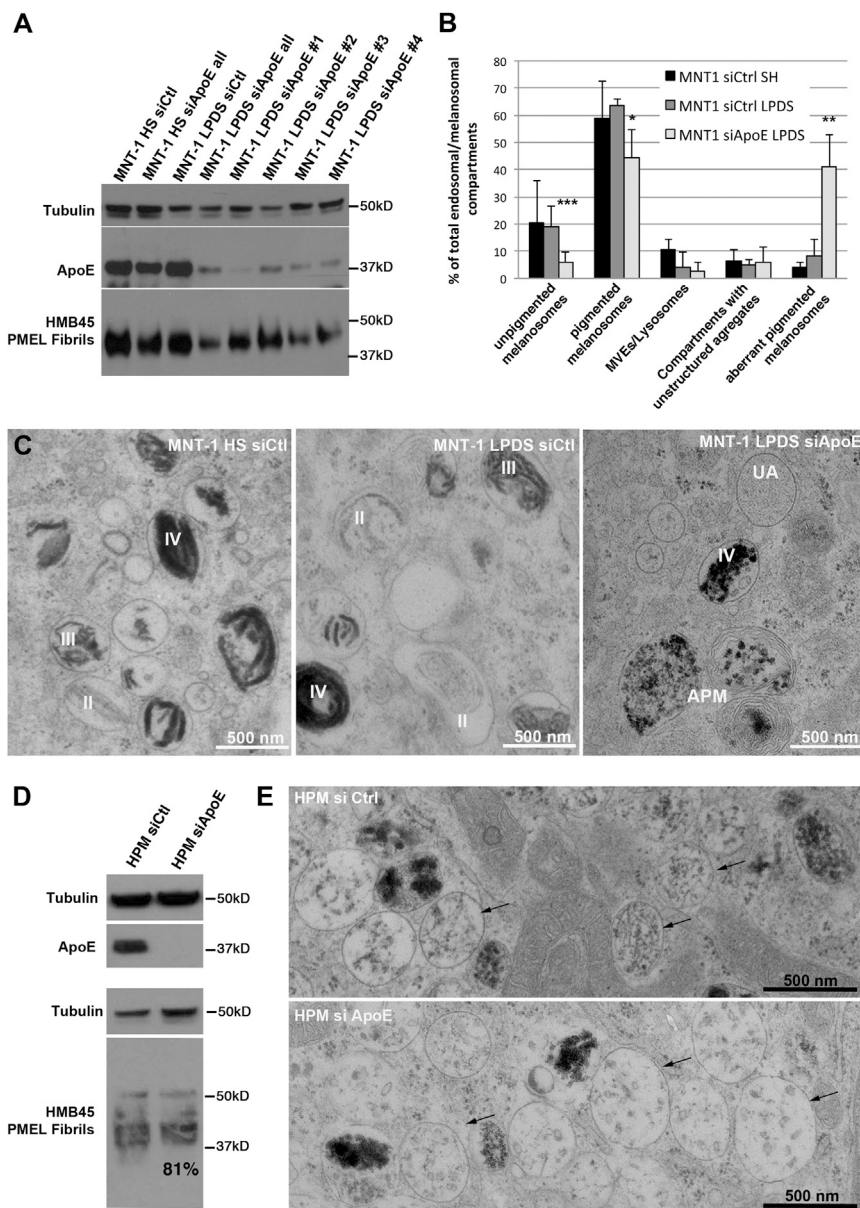 A
MNT-1 HS siCtl
MNT-1 HS siApoE all
MNT-1 LPDS siCtl
MNT-1 LPDS siApoE all
MNT-1 LPDS siApoE #1
MNT-1 LPDS siApoE #2
MNT-1 LPDS siApoE #3
MNT-1 LPDS siApoE #4
Tubulin
50kD
ApoE
37kD
HMB45
PMEL Fibrils
50kD
37kD
B
% of total endosomal/melanosomal
compartments
80
70
60
50
40
30
20
10
0
MNT1 siCtrl SH
MNT1 siCtrl LPDS
MNT1 siApoE LPDS
***
*
**
unpigmented
melanosomes
pigment
melanosomes
MVEs/Lysosomes
Compartments with
unstructured agregates
aberrant pigmented
melanosomes
C
MNT-1 HS siCtl
IV
III
II
500 nm
MNT-1 LPDS siCtl
III
II
IV
II
500 nm
MNT-1 LPDS siApoE
UA
IV
APM
500 nm
D
HPM siCtl
HPM siApoE
Tubulin
50kD
ApoE
37kD
Tubulin
50kD
HMB45
PMEL Fibrils
50kD
37kD
81%
E
HPM si Ctrl
500 nm
HPM si ApoE
500 nm